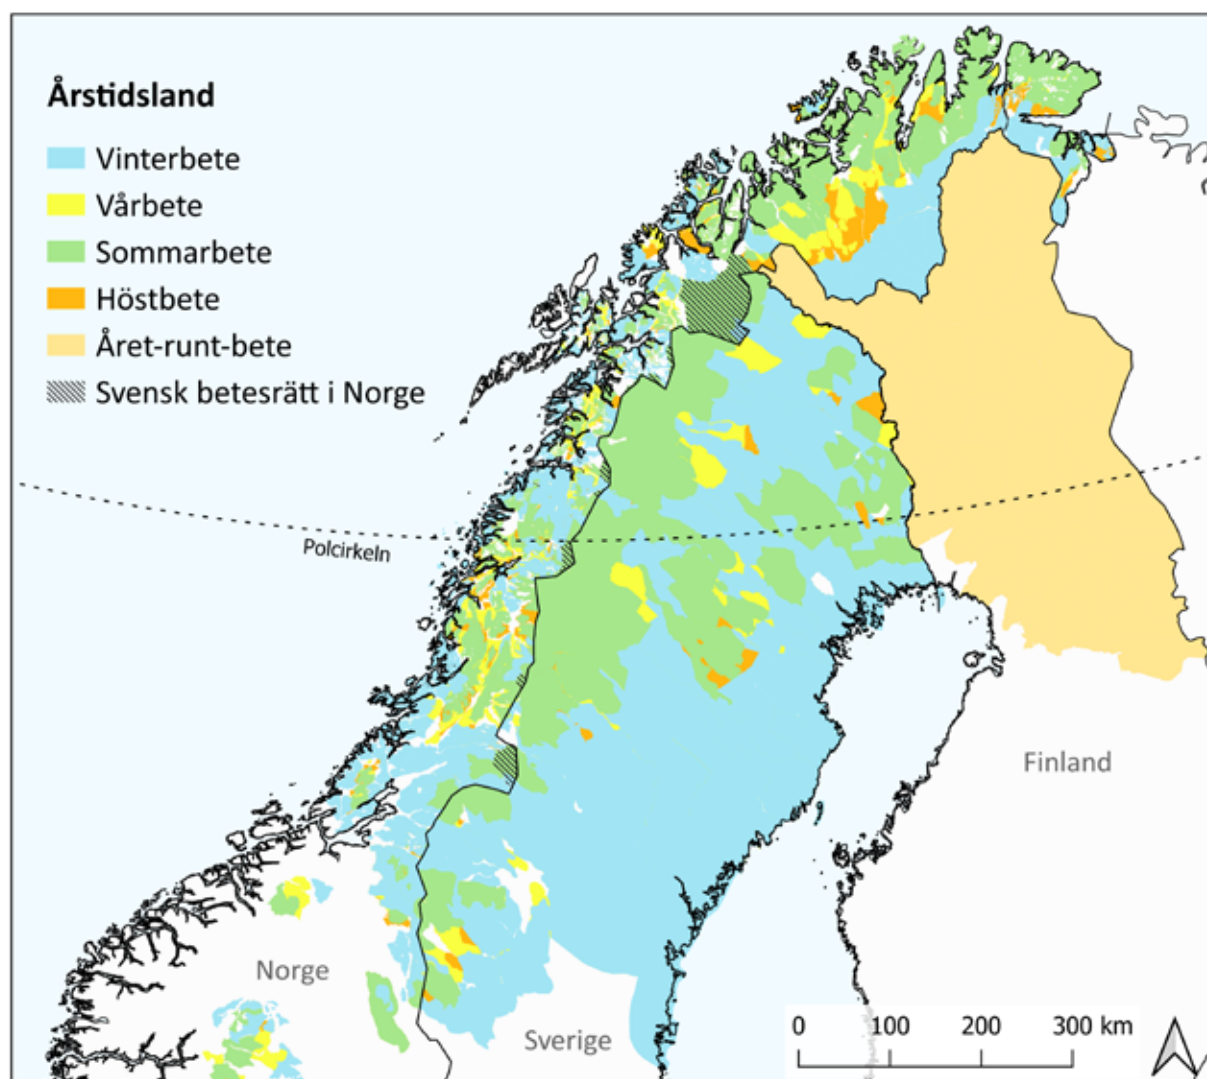 Årstidsland
Vinterbete
Vårbete
Sommarbete
Höstbete
Året-runt-bete
Svensk betesrätt i Norge
Polcirkeln
Finland
Norge
Sverige
0 100 200 300 km